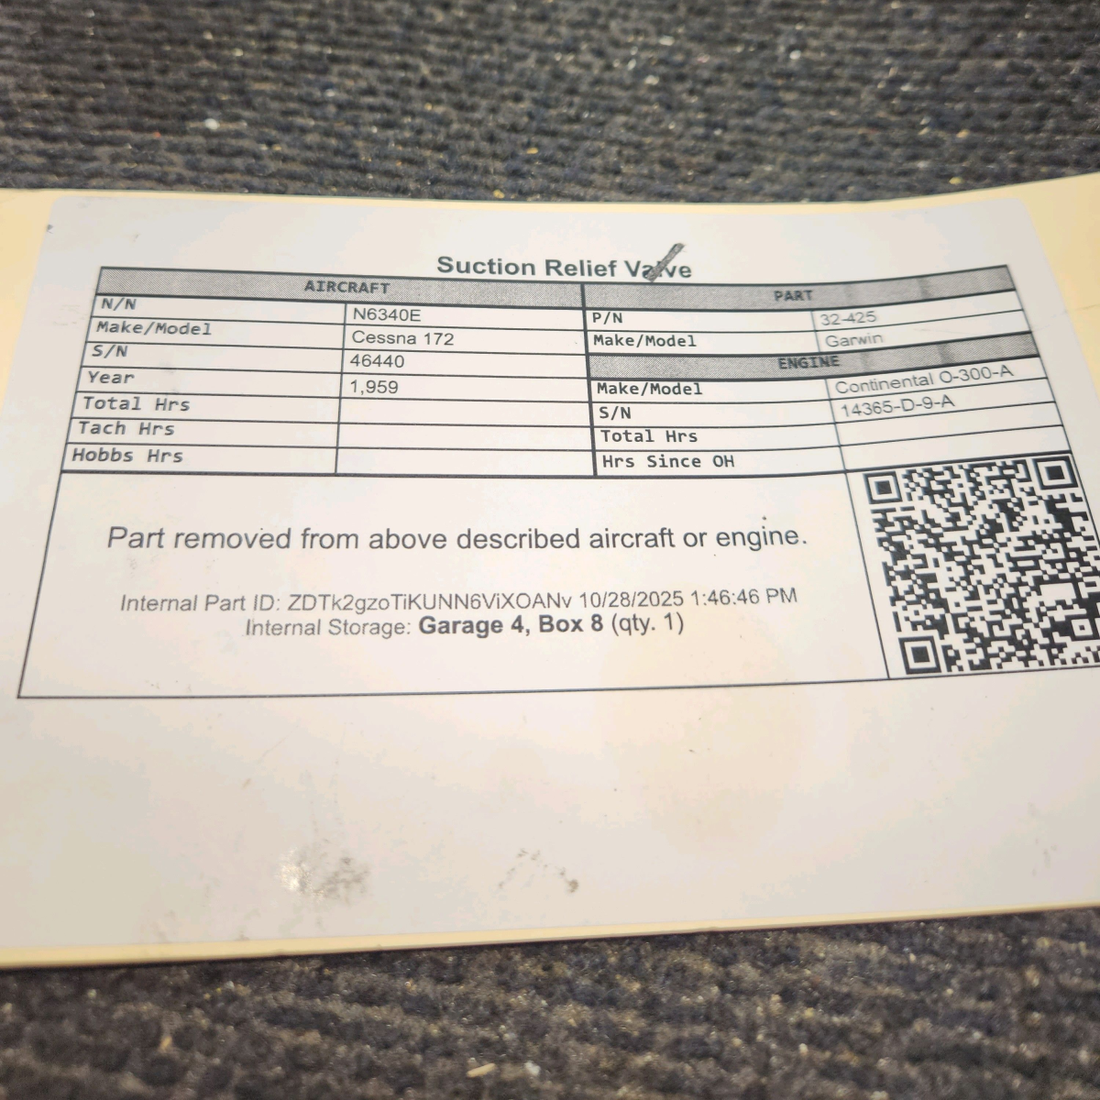 Suction Relief Valve
AIRCRAFT
N/N N6340E
Make/Model Cessna 172
S/N 46440
Year 1,959
Total Hrs
Tach Hrs
Hobbs Hrs
PART
P/N 32-425
Make/Model Garwin
ENGINE
Make/Model Continental O-300-A
S/N 14365-D-9-A
Total Hrs
Hrs Since OH
Part removed from above described aircraft or engine.
Internal Part ID: ZDTk2gzoTiKUNN6ViXOANv 10/28/2025 1:46:46 PM
Internal Storage: Garage 4, Box 8 (qty. 1)